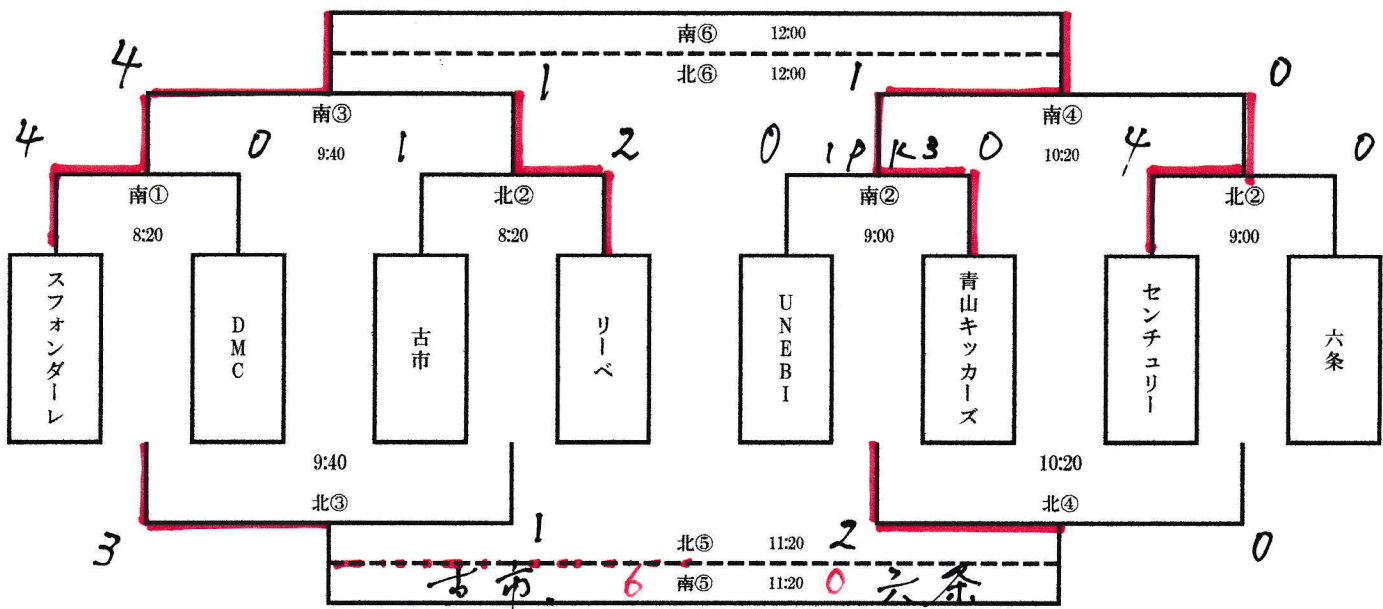 南⑥ 12:00
4 北⑥ 12:00 1 1 0
南③ 南④
4 0 9:40 1 2 0 1PK3 0 10:20 4 0
南① 北② 南② 北②
8:20 8:20 9:00 9:00
スフォンダーレ
DMC
古市
リーベ
UNEBI
青山キッカーズ
センチュリー
六条
9:40 10:20
北③ 北④
3 1 北⑤ 11:20 2 0
古市 6 南⑤ 11:20 0 六条